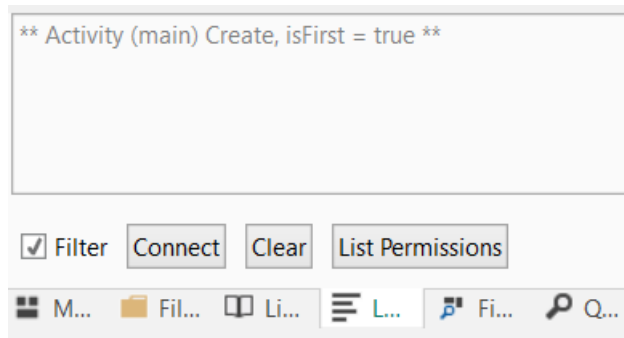 ** Activity (main) Create, isFirst = true **
Filter Connect Clear List Permissions
M... Fil... Li... L... Fi... Q...